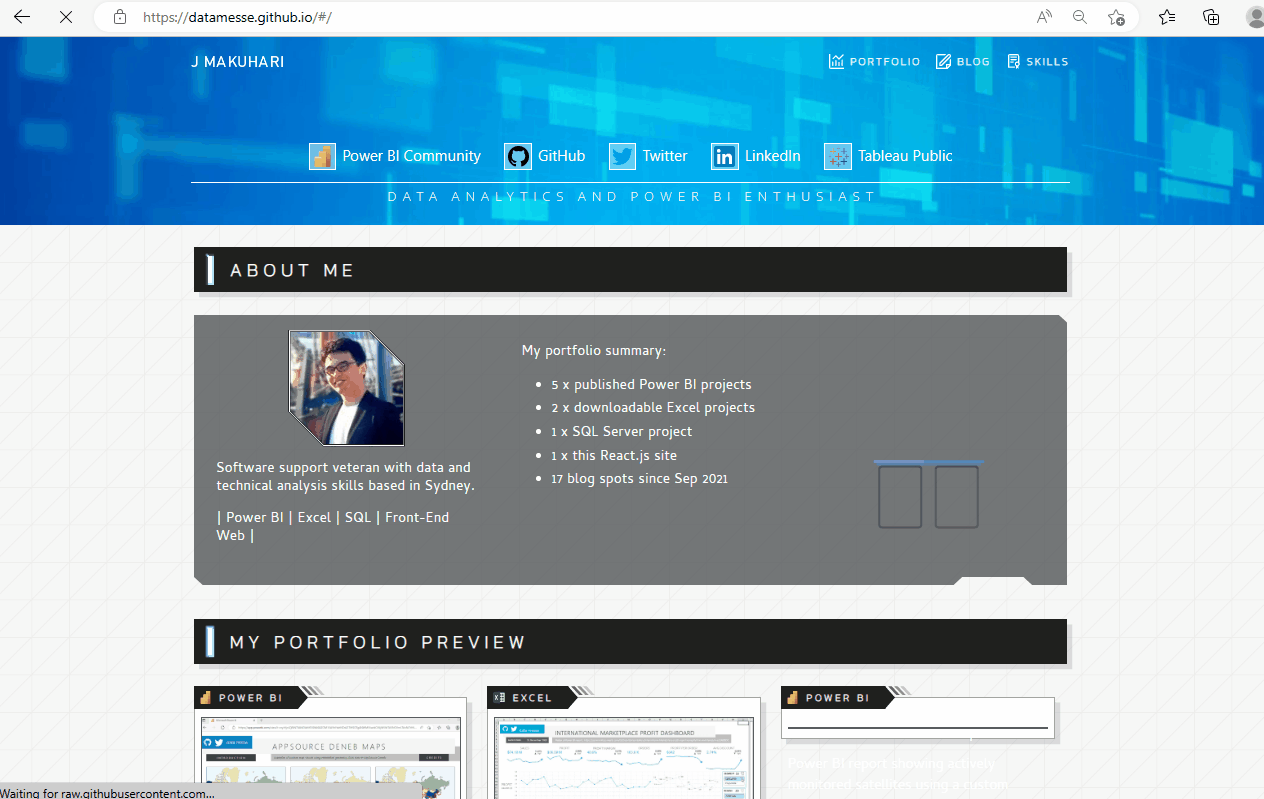 https://datamesse.github.io/#/
J MAKUHARI
PORTFOLIO
BLOG
SKILLS
Power BI Community
GitHub
Twitter
LinkedIn
Tableau Public
DATA ANALYTICS AND POWER BI ENTHUSIAST
ABOUT ME
Software support veteran with data and
technical analysis skills based in Sydney.
| Power BI | Excel | SQL | Front-End
Web |
My portfolio summary:
• 5 x published Power BI projects
• 2 x downloadable Excel projects
• 1 x SQL Server project
• 1 x this React.js site
• 17 blog spots since Sep 2021
MY PORTFOLIO PREVIEW
POWER BI
APPSOURCE DENEB MAPS
EXCEL
INTERNATIONAL MARKETPLACE PROFIT DASHBOARD
POWER BI
Power BI report showing actively
monitored satellites using a custom
Waiting for raw.githubusercontent.com...